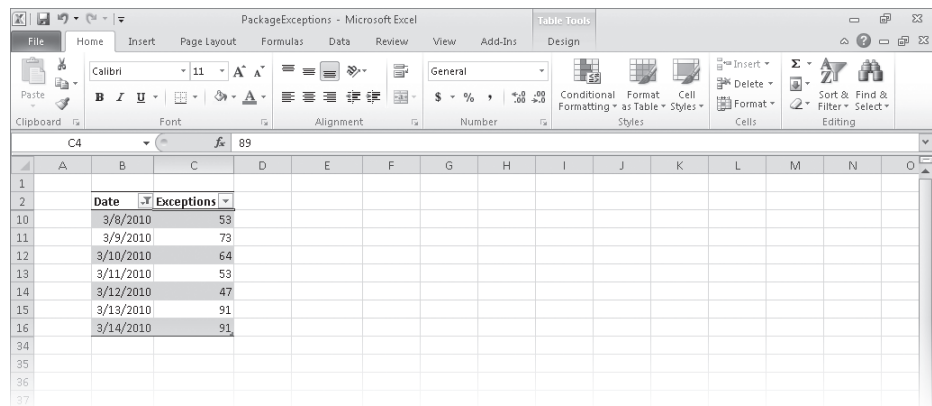 PackageExceptions - Microsoft Excel
Table Tools
File Home Insert Page Layout Formulas Data Review View Add-Ins Design
Paste
Clipboard
Calibri 11 A A
B I U A
Font
Alignment
General
$ % , .0 .00 .00 .0
Number
Conditional Formatting
Format as Table
Cell Styles
Styles
Insert
Delete
Format
Cells
Σ
Sort & Filter
Find & Select
Editing
C4 fx 89
A B C D E F G H I J K L M N O
1
2 Date Exceptions
10 3/8/2010 53
11 3/9/2010 73
12 3/10/2010 64
13 3/11/2010 53
14 3/12/2010 47
15 3/13/2010 91
16 3/14/2010 91
34
35
36
37